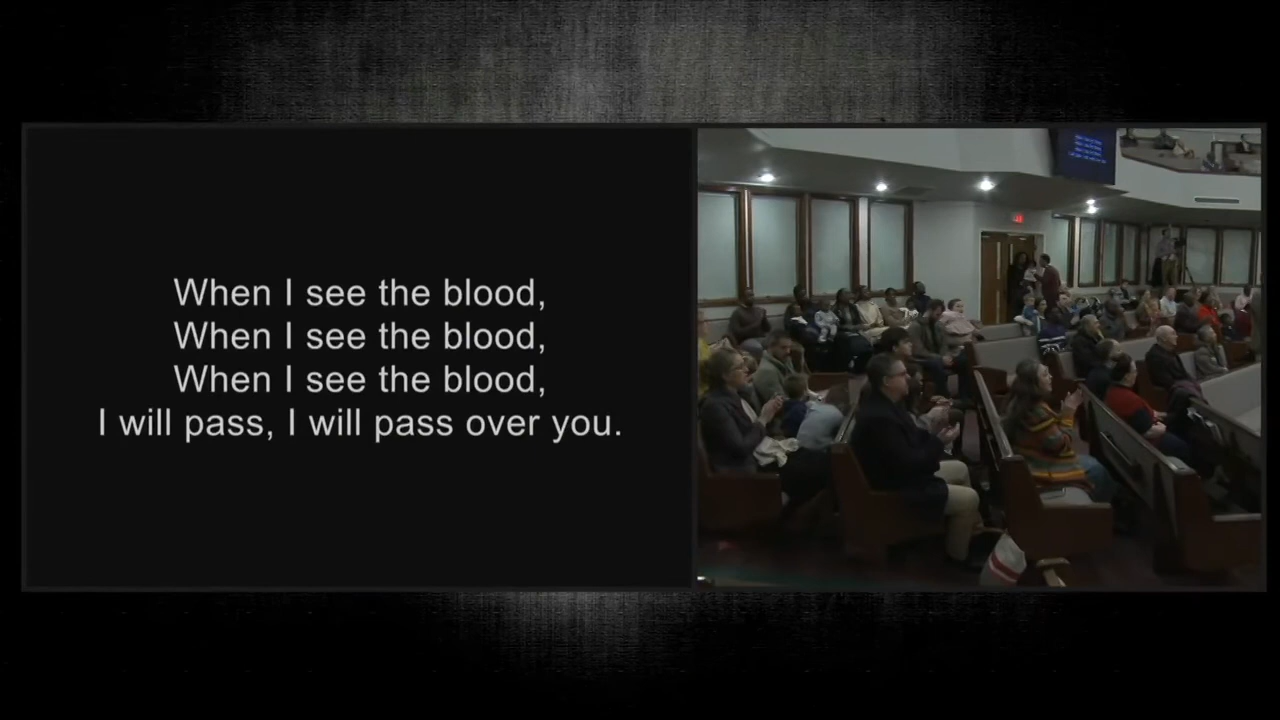 When I see the blood,
When I see the blood,
When I see the blood,
I will pass, I will pass over you.